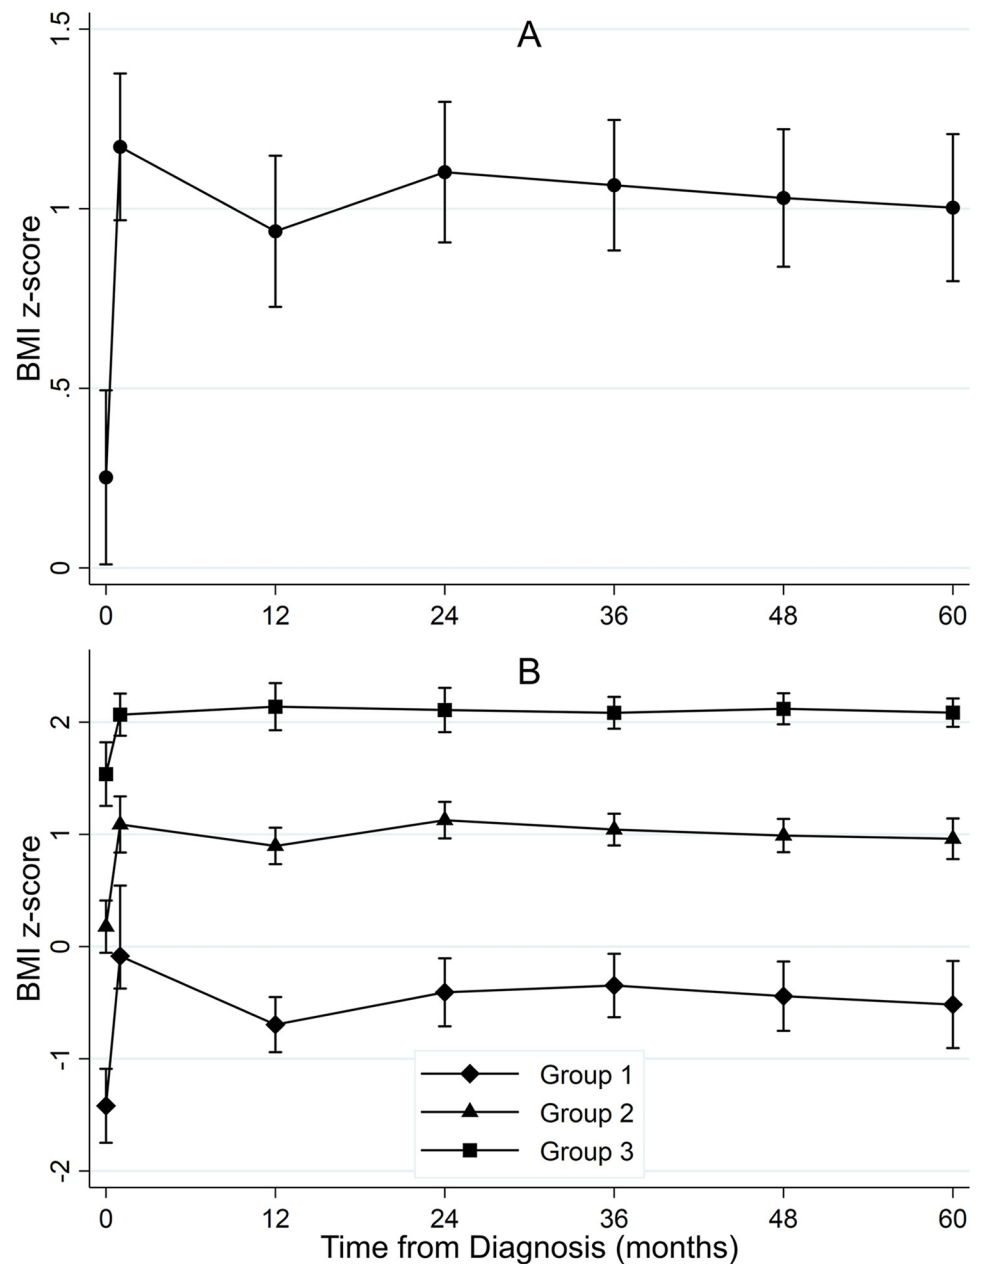 A
1.5
1
.5
0
BMI z-score
0 12 24 36 48 60
B
2
1
0
-1
-2
BMI z-score
Group 1
Group 2
Group 3
0 12 24 36 48 60
Time from Diagnosis (months)